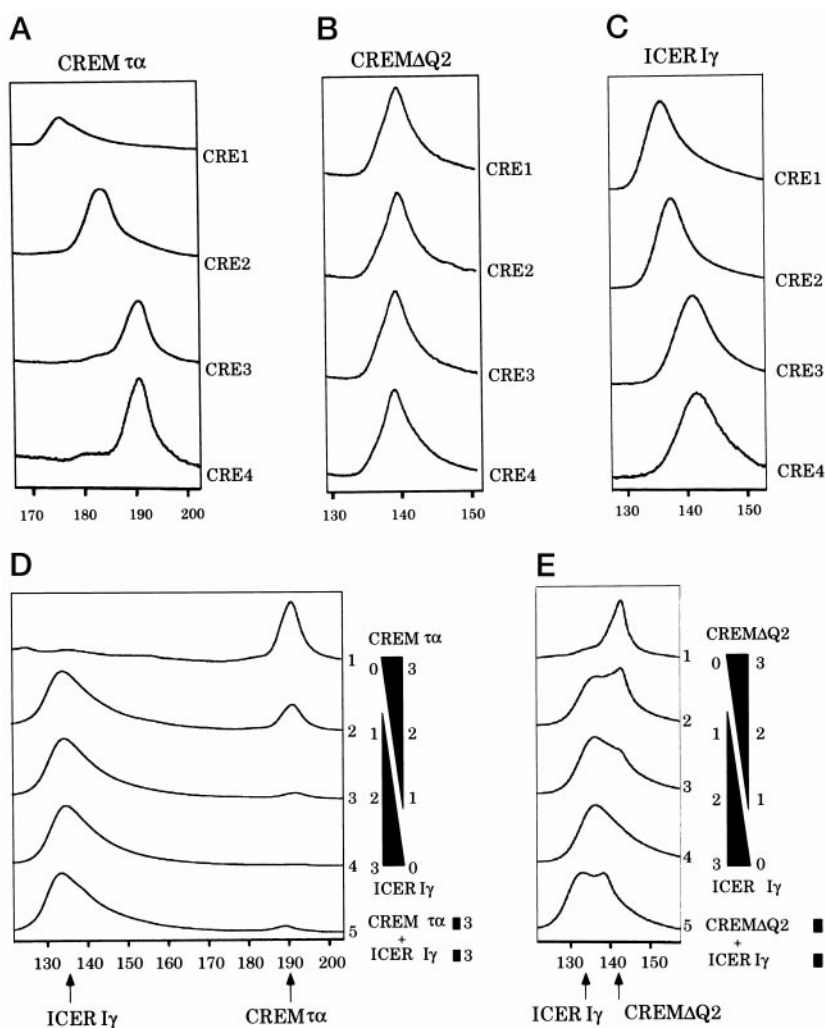 A
B
C
CREM τα
CREMΔQ2
ICER Iγ
CRE1
CRE2
CRE3
CRE4
170 180 190 200
CRE1
CRE2
CRE3
CRE4
130 140 150
CRE1
CRE2
CRE3
CRE4
130 140 150
D
CREM τα
1 0 3
2 1 2
3 2 1
4 3 0
ICER Iγ
5 CREM τα 3
+
ICER Iγ 3
130 140 150 160 170 180 190 200
ICER Iγ
CREMτα
E
CREMΔQ2
1 0 3
2 1 2
3 2 1
4 3 0
ICER Iγ
5 CREMΔQ2
+
ICER Iγ
130 140 150
ICER Iγ
CREMΔQ2